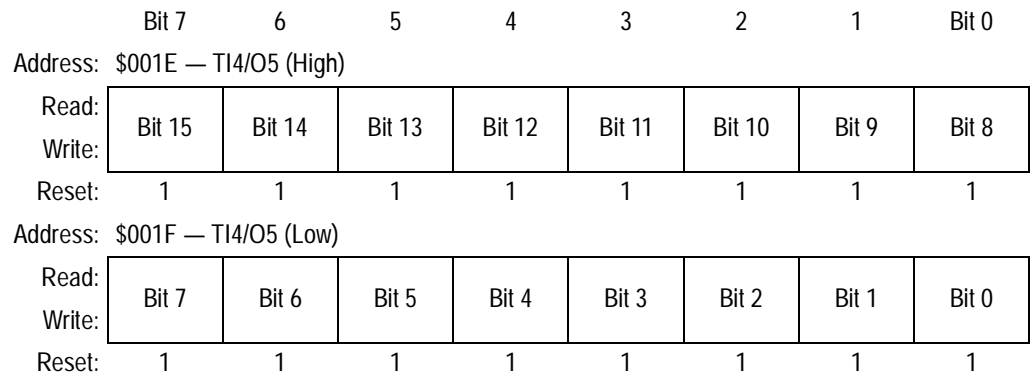 Bit 7 6 5 4 3 2 1 Bit 0
Address: $001E — TI4/O5 (High)
Read:
Bit 15 Bit 14 Bit 13 Bit 12 Bit 11 Bit 10 Bit 9 Bit 8
Write:
Reset: 1 1 1 1 1 1 1 1
Address: $001F — TI4/O5 (Low)
Read:
Bit 7 Bit 6 Bit 5 Bit 4 Bit 3 Bit 2 Bit 1 Bit 0
Write:
Reset: 1 1 1 1 1 1 1 1